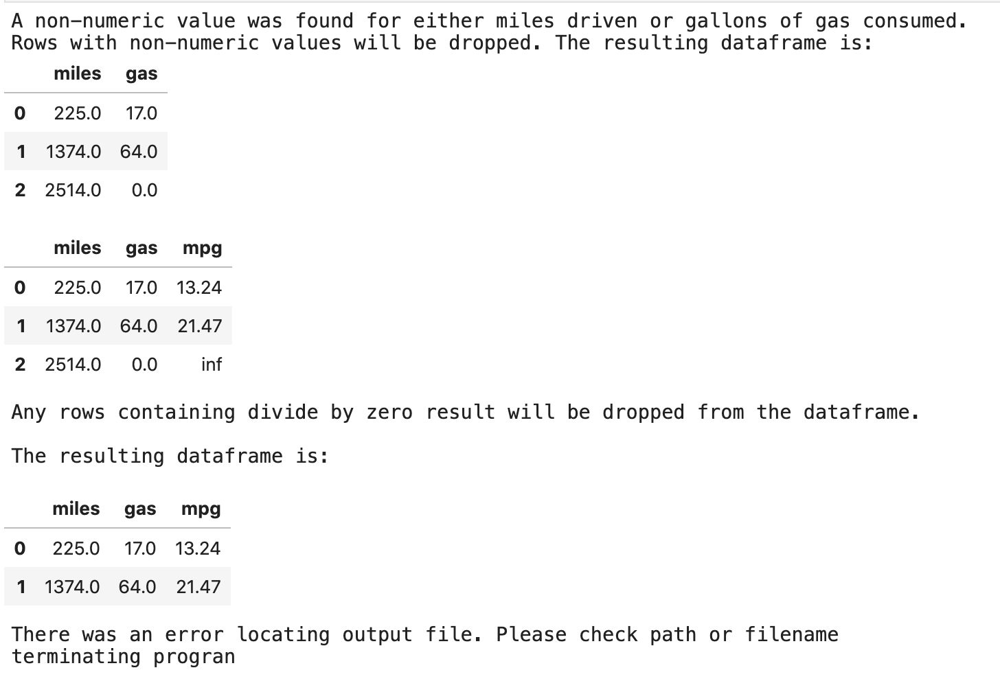 A non-numeric value was found for either miles driven or gallons of gas consumed.
Rows with non-numeric values will be dropped. The resulting dataframe is:
miles gas
0 225.0 17.0
1 1374.0 64.0
2 2514.0 0.0
miles gas mpg
0 225.0 17.0 13.24
1 1374.0 64.0 21.47
2 2514.0 0.0 inf
Any rows containing divide by zero result will be dropped from the dataframe.
The resulting dataframe is:
miles gas mpg
0 225.0 17.0 13.24
1 1374.0 64.0 21.47
There was an error locating output file. Please check path or filename
terminating progran